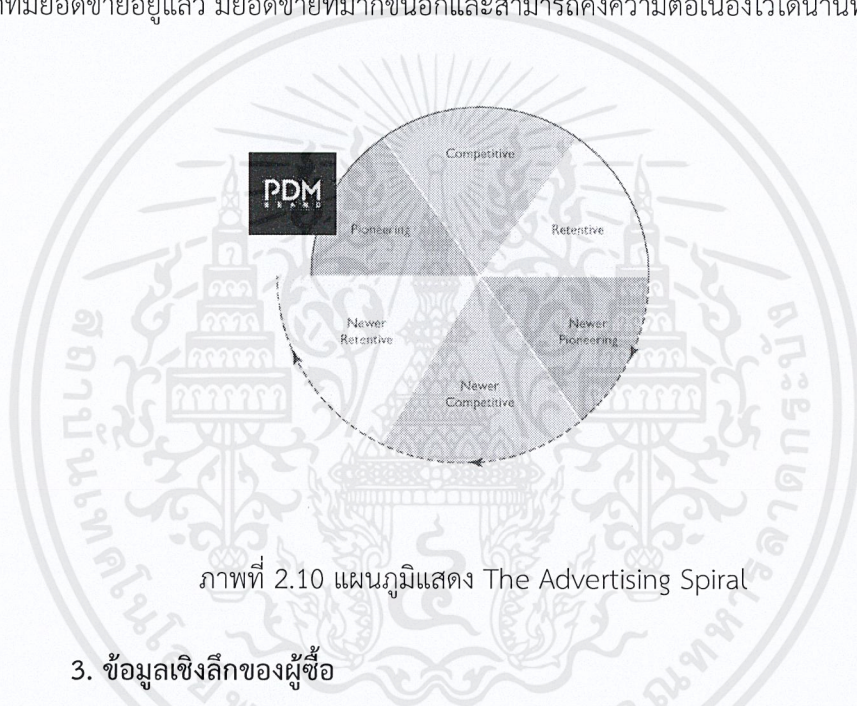 มียอดขายอยู่แล้ว มียอดขายที่มากขึ้นอีกและสามารถคงความต่อเนื่องไว้ได้นาน
Competitive
PDM
BRAND
Pioneering
Retentive
Newer
Retentive
Newer
Pioneering
Newer
Competitive
ภาพที่ 2.10 แผนภูมิแสดง The Advertising Spiral
3. ข้อมูลเชิงลึกของผู้ซื้อ